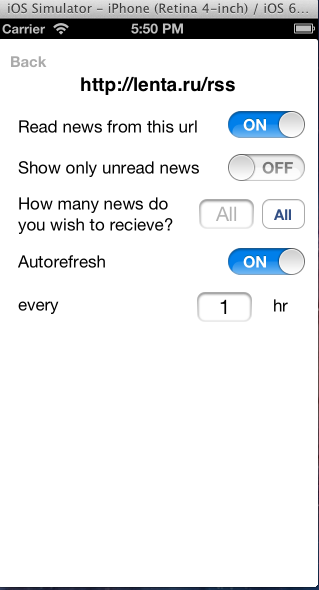 iOS Simulator – iPhone (Retina 4-inch) / iOS 6...
Carrier 5:50 PM
Back
http://lenta.ru/rss
Read news from this url ON
Show only unread news OFF
How many news do
you wish to recieve? All All
Autorefresh ON
every 1 hr